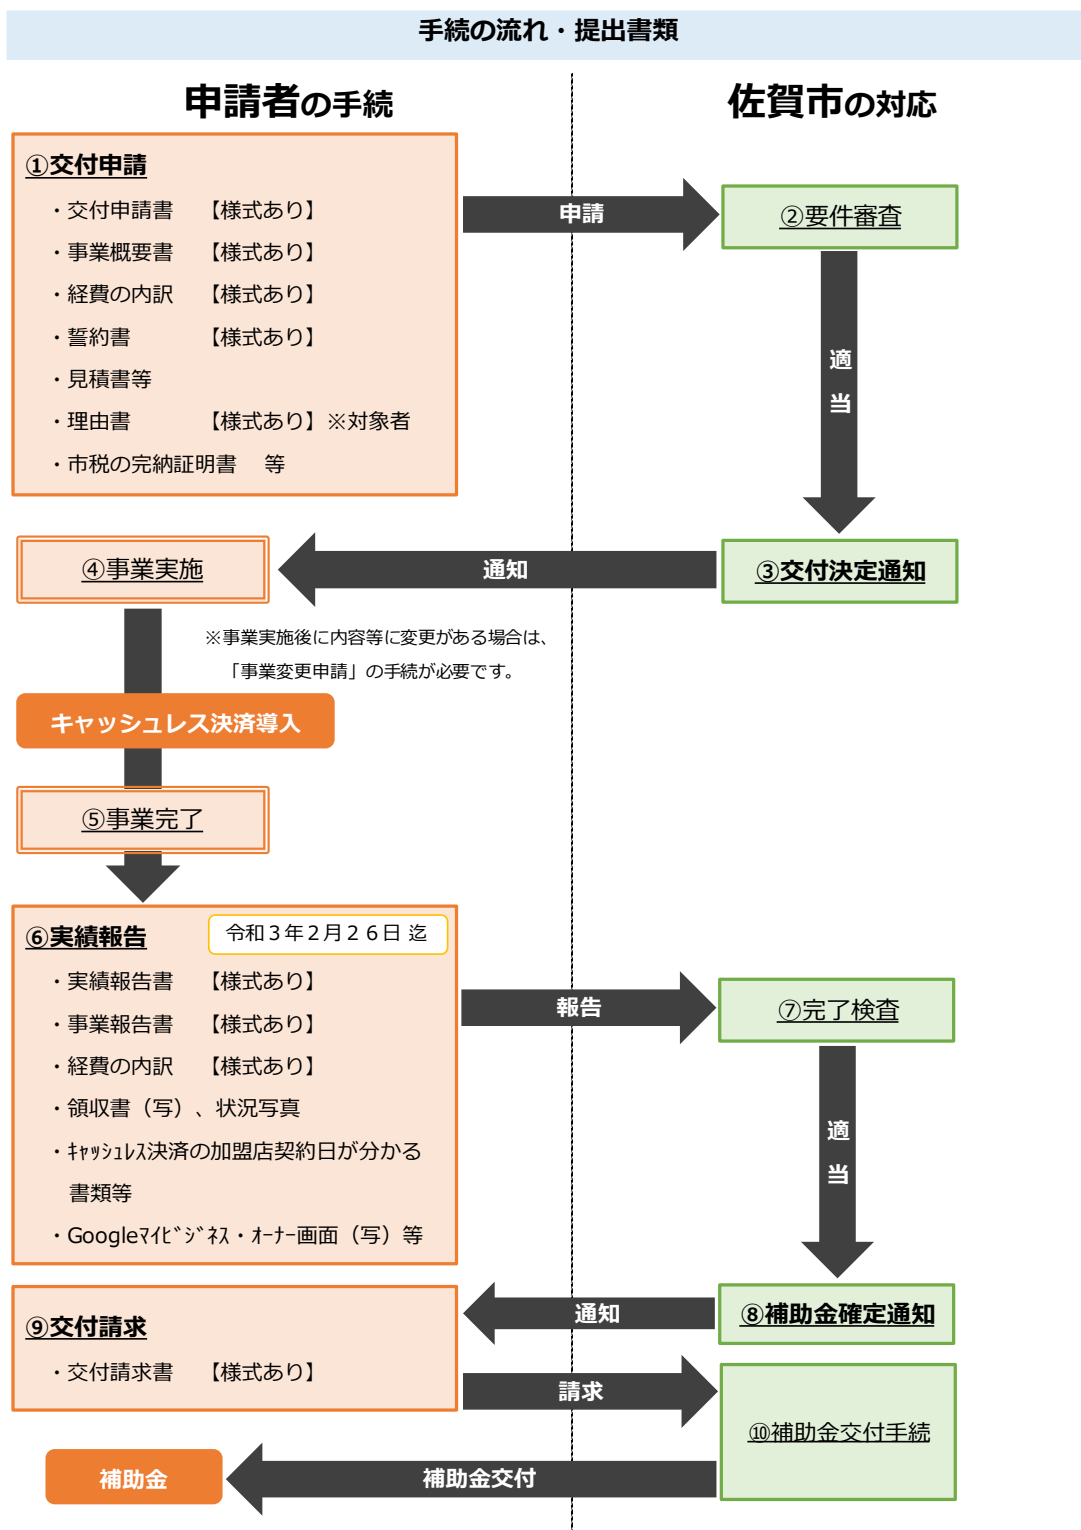 手続の流れ・提出書類
申請者の手続
佐賀市の対応
①交付申請
・交付申請書　【様式あり】
・事業概要書　【様式あり】
・経費の内訳　【様式あり】
・誓約書　【様式あり】
・見積書等
・理由書　【様式あり】※対象者
・市税の完納証明書　等
申請
②要件審査
適当
③交付決定通知
通知
④事業実施
※事業実施後に内容等に変更がある場合は、
「事業変更申請」の手続が必要です。
キャッシュレス決済導入
⑤事業完了
⑥実績報告
令和３年２月２６日 迄
・実績報告書　【様式あり】
・事業報告書　【様式あり】
・経費の内訳　【様式あり】
・領収書（写）、状況写真
・ｷｬｯｼｭﾚｽ決済の加盟店契約日が分かる
書類等
・Googleﾏｲﾋﾞｼﾞﾈｽ・ｵｰﾅｰ画面（写）等
報告
⑦完了検査
適当
⑧補助金確定通知
通知
⑨交付請求
・交付請求書　【様式あり】
請求
⑩補助金交付手続
補助金交付
補助金